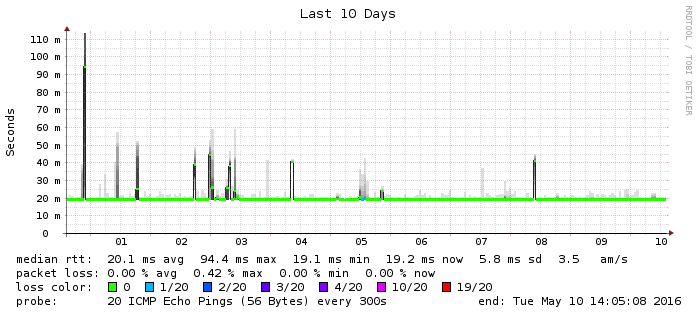 Last 10 Days
RRDTOOL / TOBI OETIKER
Seconds
110 m
100 m
90 m
80 m
70 m
60 m
50 m
40 m
30 m
20 m
10 m
0
01 02 03 04 05 06 07 08 09 10
median rtt: 20.1 ms avg 94.4 ms max 19.1 ms min 19.2 ms now 5.8 ms sd 3.5 am/s
packet loss: 0.00 % avg 0.42 % max 0.00 % min 0.00 % now
loss color: 0 1/20 2/20 3/20 4/20 10/20 19/20
probe: 20 ICMP Echo Pings (56 Bytes) every 300s end: Tue May 10 14:05:08 2016